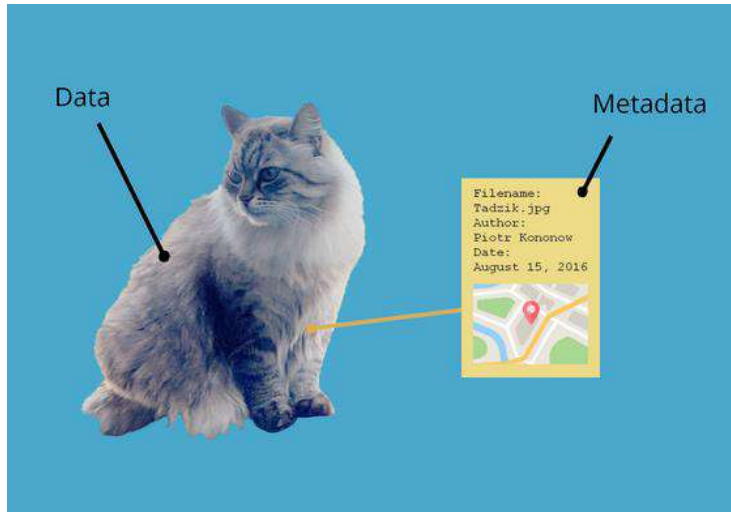 Data
Metadata
Filename:
Tadzik.jpg
Author:
Piotr Kononow
Date:
August 15, 2016